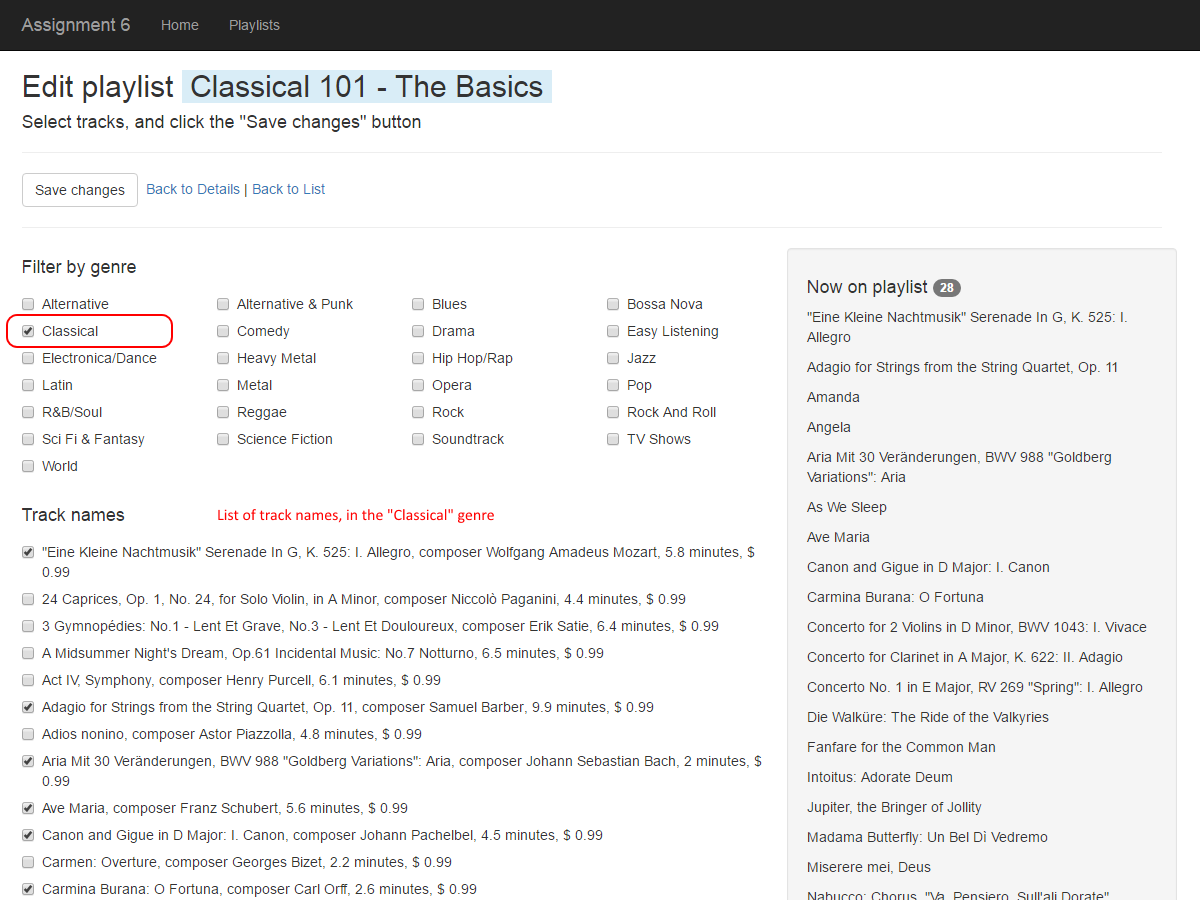 Assignment 6 Home Playlists
Edit playlist Classical 101 - The Basics
Select tracks, and click the "Save changes" button
Save changes Back to Details | Back to List
Filter by genre
Alternative Alternative & Punk Blues Bossa Nova
Classical Comedy Drama Easy Listening
Electronica/Dance Heavy Metal Hip Hop/Rap Jazz
Latin Metal Opera Pop
R&B/Soul Reggae Rock Rock And Roll
Sci Fi & Fantasy Science Fiction Soundtrack TV Shows
World
Track names List of track names, in the "Classical" genre
"Eine Kleine Nachtmusik" Serenade In G, K. 525: I. Allegro, composer Wolfgang Amadeus Mozart, 5.8 minutes, $
0.99
24 Caprices, Op. 1, No. 24, for Solo Violin, in A Minor, composer Niccolò Paganini, 4.4 minutes, $ 0.99
3 Gymnopédies: No.1 - Lent Et Grave, No.3 - Lent Et Douloureux, composer Erik Satie, 6.4 minutes, $ 0.99
A Midsummer Night's Dream, Op.61 Incidental Music: No.7 Notturno, 6.5 minutes, $ 0.99
Act IV, Symphony, composer Henry Purcell, 6.1 minutes, $ 0.99
Adagio for Strings from the String Quartet, Op. 11, composer Samuel Barber, 9.9 minutes, $ 0.99
Adios nonino, composer Astor Piazzolla, 4.8 minutes, $ 0.99
Aria Mit 30 Veränderungen, BWV 988 "Goldberg Variations": Aria, composer Johann Sebastian Bach, 2 minutes, $
0.99
Ave Maria, composer Franz Schubert, 5.6 minutes, $ 0.99
Canon and Gigue in D Major: I. Canon, composer Johann Pachelbel, 4.5 minutes, $ 0.99
Carmen: Overture, composer Georges Bizet, 2.2 minutes, $ 0.99
Carmina Burana: O Fortuna, composer Carl Orff, 2.6 minutes, $ 0.99
Now on playlist 28
"Eine Kleine Nachtmusik" Serenade In G, K. 525: I.
Allegro
Adagio for Strings from the String Quartet, Op. 11
Amanda
Angela
Aria Mit 30 Veränderungen, BWV 988 "Goldberg
Variations": Aria
As We Sleep
Ave Maria
Canon and Gigue in D Major: I. Canon
Carmina Burana: O Fortuna
Concerto for 2 Violins in D Minor, BWV 1043: I. Vivace
Concerto for Clarinet in A Major, K. 622: II. Adagio
Concerto No. 1 in E Major, RV 269 "Spring": I. Allegro
Die Walküre: The Ride of the Valkyries
Fanfare for the Common Man
Intoitus: Adorate Deum
Jupiter, the Bringer of Jollity
Madama Butterfly: Un Bel Dì Vedremo
Miserere mei, Deus
Nabucco: Chorus, "Va, Pensiero, Sull'ali Dorate"